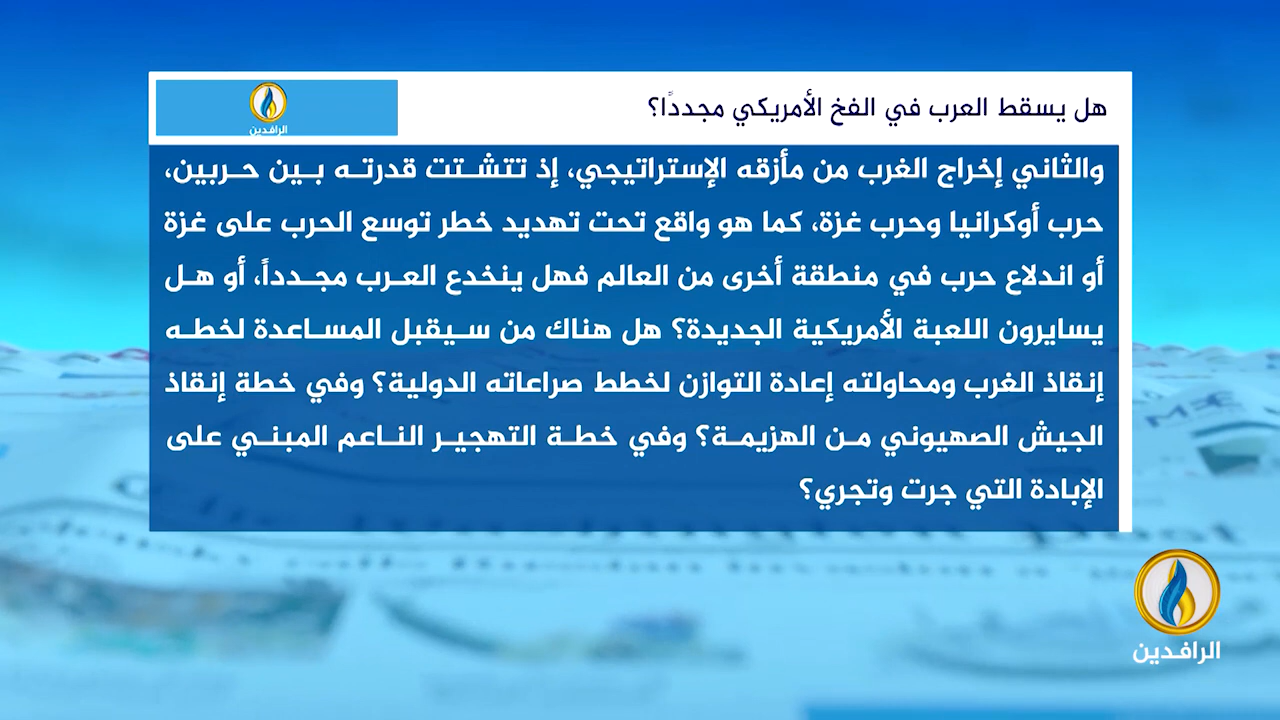 هل يسقط العرب في الفخ الأمريكي مجددًا؟
الرافدين
والثاني إخراج الغرب من مأزقه الإستراتيجي، إذ تتشتت قدرته بين حربين،
حرب أوكرانيا وحرب غزة، كما هو واقع تحت تهديد خطر توسع الحرب على غزة
أو اندلاع حرب في منطقة أخرى من العالم فهل ينخدع العرب مجدداً، أو هل
يسايرون اللعبة الأمريكية الجديدة؟ هل هناك من سيقبل المساعدة لخطه
إنقاذ الغرب ومحاولته إعادة التوازن لخطط صراعاته الدولية؟ وفي خطة إنقاذ
الجيش الصهيوني من الهزيمة؟ وفي خطة التهجير الناعم المبني على
الإبادة التي جرت وتجري؟
الرافدين